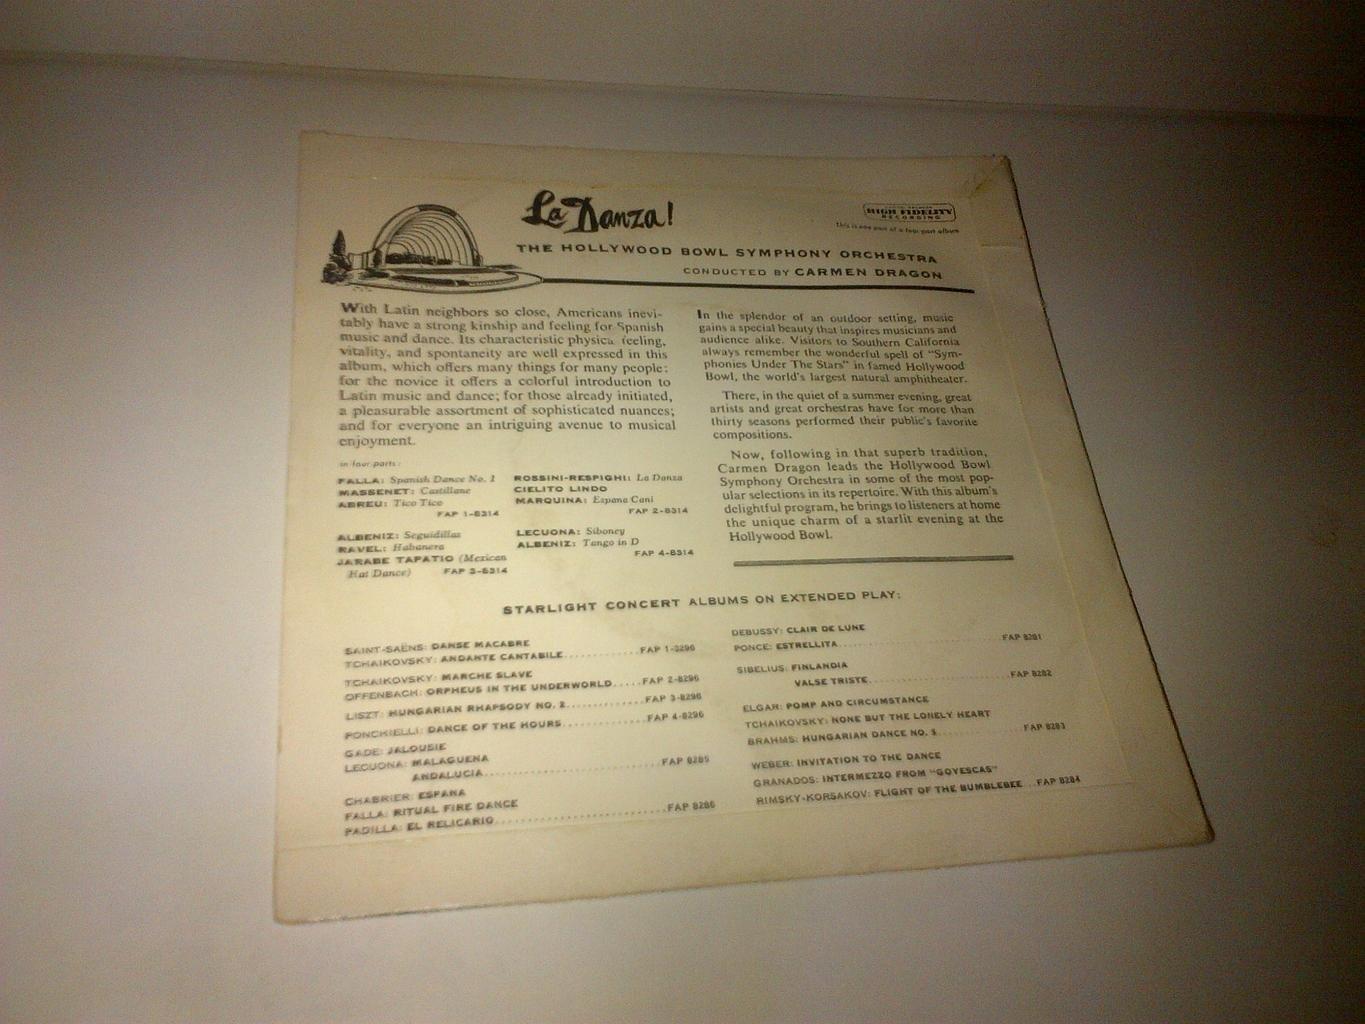 La Danza!
HIGH FIDELITY
RECORDING
This is one part of a four-part album
THE HOLLYWOOD BOWL SYMPHONY ORCHESTRA
CONDUCTED BY CARMEN DRAGON
With Latin neighbors so close, Americans inevi-
tably have a strong kinship and feeling for Spanish
music and dance. Its characteristic physical feeling,
vitality, and spontaneity are well expressed in this
album, which offers many things for many people:
for the novice it offers a colorful introduction to
Latin music and dance; for those already initiated,
a pleasurable assortment of sophisticated nuances;
and for everyone an intriguing avenue to musical
enjoyment.
in four parts:
FALLA: Spanish Dance No. 1
MASSENET: Castillane
ABREU: Tico Tico
FAP 1-8314
ROSSINI-RESPIGHI: La Danza
CIELITO LINDO
MARQUINA: Espana Cani
FAP 2-8314
ALBENIZ: Seguidillas
RAVEL: Habanera
JARABE TAPATIO (Mexican
Hat Dance) FAP 3-8314
LECUONA: Siboney
ALBENIZ: Tango in D
FAP 4-8314
In the splendor of an outdoor setting, music
gains a special beauty that inspires musicians and
audience alike. Visitors to Southern California
always remember the wonderful spell of "Sym-
phonies Under The Stars" in famed Hollywood
Bowl, the world's largest natural amphitheater.
There, in the quiet of a summer evening, great
artists and great orchestras have for more than
thirty seasons performed their public's favorite
compositions.
Now, following in that superb tradition,
Carmen Dragon leads the Hollywood Bowl
Symphony Orchestra in some of the most pop-
ular selections in its repertoire. With this album's
delightful program, he brings to listeners at home
the unique charm of a starlit evening at the
Hollywood Bowl.
STARLIGHT CONCERT ALBUMS ON EXTENDED PLAY:
SAINT-SAËNS: DANSE MACABRE
TCHAIKOVSKY: ANDANTE CANTABILE............FAP 1-8296
TCHAIKOVSKY: MARCHE SLAVE
OFFENBACH: ORPHEUS IN THE UNDERWORLD.....FAP 2-8296
LISZT: HUNGARIAN RHAPSODY NO. 2............FAP 3-8296
PONCHIELLI: DANCE OF THE HOURS............FAP 4-8296
GADE: JALOUSIE
LECUONA: MALAGUENA
ANDALUCIA............FAP 8285
CHABRIER: ESPANA
FALLA: RITUAL FIRE DANCE
PADILLA: EL RELICARIO............FAP 8286
DEBUSSY: CLAIR DE LUNE
PONCE: ESTRELLITA............FAP 8281
SIBELIUS: FINLANDIA
VALSE TRISTE............FAP 8282
ELGAR: POMP AND CIRCUMSTANCE
TCHAIKOVSKY: NONE BUT THE LONELY HEART
BRAHMS: HUNGARIAN DANCE NO. 5............FAP 8283
WEBER: INVITATION TO THE DANCE
GRANADOS: INTERMEZZO FROM "GOYESCAS"
RIMSKY-KORSAKOV: FLIGHT OF THE BUMBLEBEE...FAP 8284